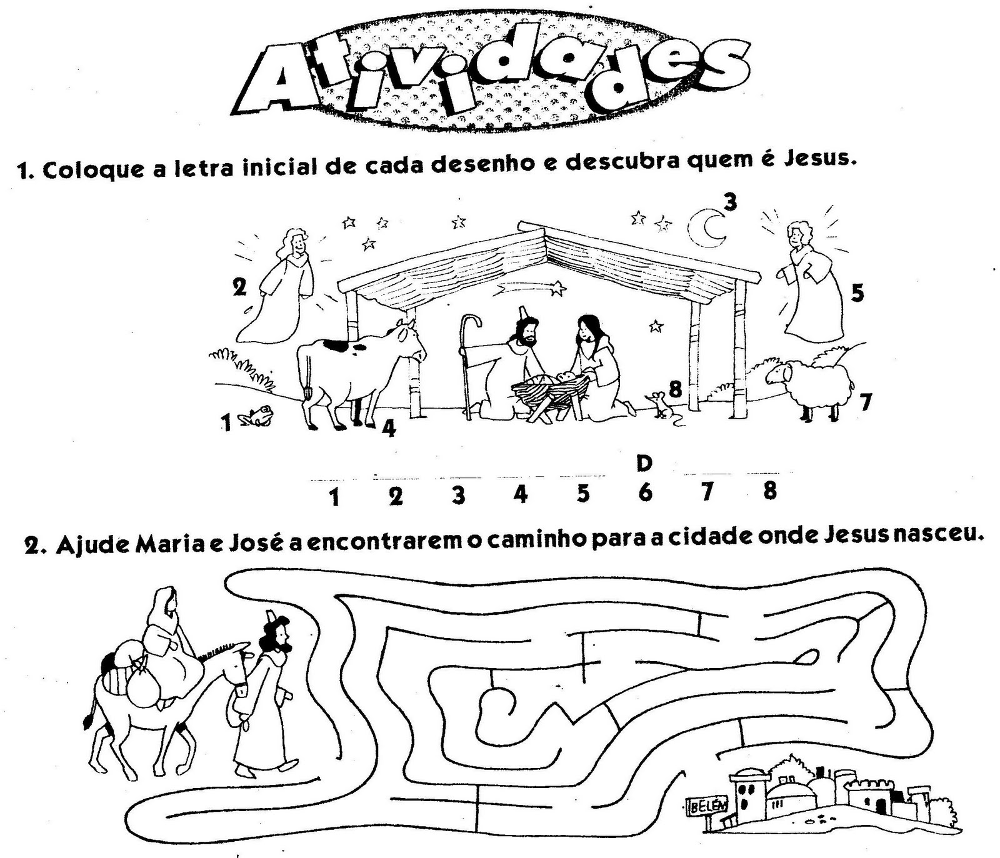 Atividades
1. Coloque a letra inicial de cada desenho e descubra quem é Jesus.
3
2
5
8
7
1
4
D
1 2 3 4 5 6 7 8
2. Ajude Maria e José a encontrarem o caminho para a cidade onde Jesus nasceu.
BELÉM